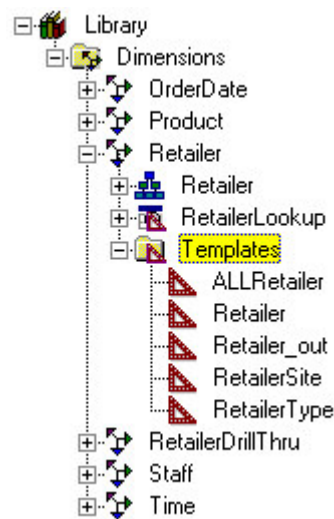 Library
Dimensions
OrderDate
Product
Retailer
Retailer
RetailerLookup
Templates
ALLRetailer
Retailer
Retailer_out
RetailerSite
RetailerType
RetailerDrillThru
Staff
Time